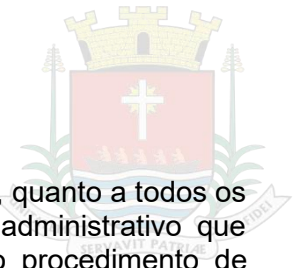 , quanto a todos os
administrativo que
SERVAVIT PATRIAE
procedimento de